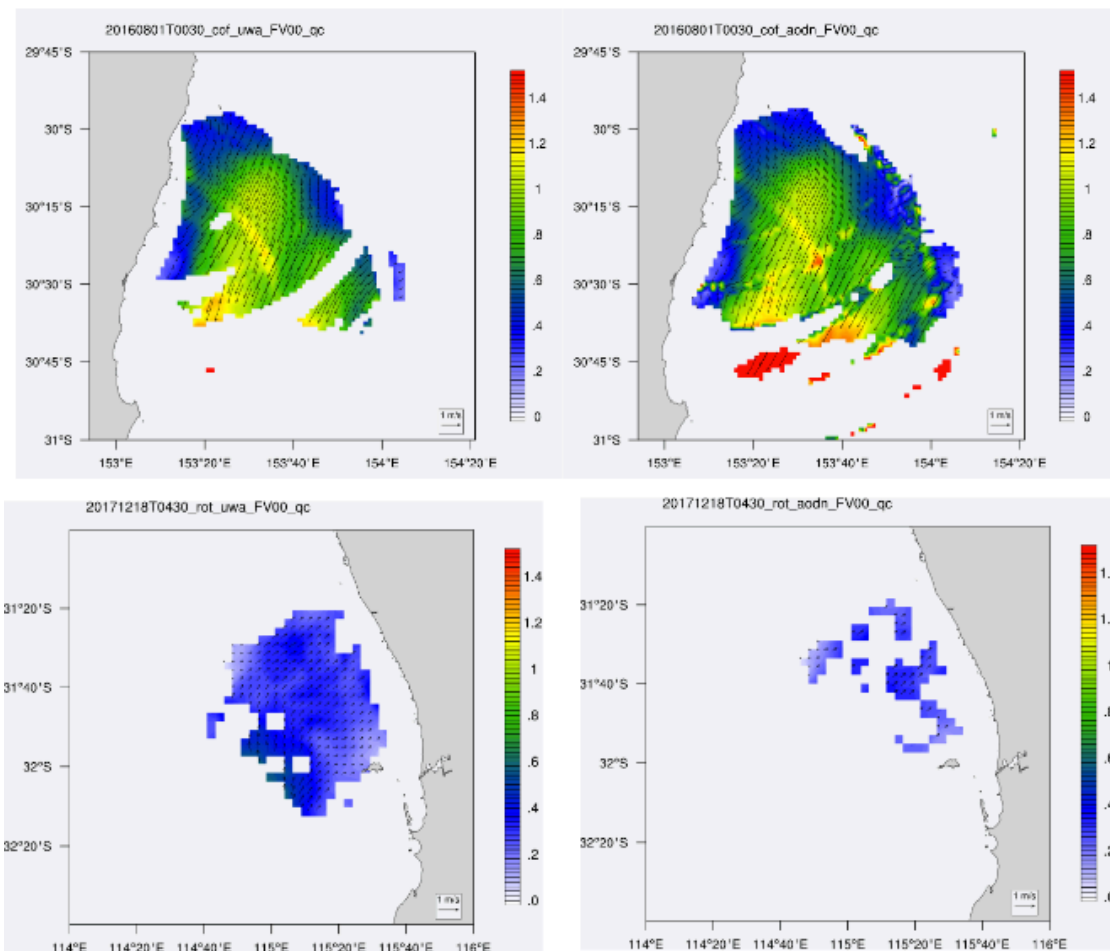 20160801T0030_cof_uwa_FV00_qc
29°45'S
30°S
30°15'S
30°30'S
30°45'S
31°S
153°E
153°20'E
153°40'E
154°E
154°20'E
1.4
1.2
1
.8
.6
.4
.2
0
1 m/s
20160801T0030_cof_aodn_FV00_qc
29°45'S
30°S
30°15'S
30°30'S
30°45'S
31°S
153°E
153°20'E
153°40'E
154°E
154°20'E
1.4
1.2
1
.8
.6
.4
.2
0
1 m/s
20171218T0430_rot_uwa_FV00_qc
31°20'S
31°40'S
32°S
32°20'S
114°E
114°20'E
114°40'E
115°E
115°20'E
115°40'E
116°E
1.4
1.2
1
.8
.6
.4
.2
.0
1 m/s
20171218T0430_rot_aodn_FV00_qc
31°20'S
31°40'S
32°S
32°20'S
114°E
114°20'E
114°40'E
115°E
115°20'E
115°40'E
116°E
1 m/s